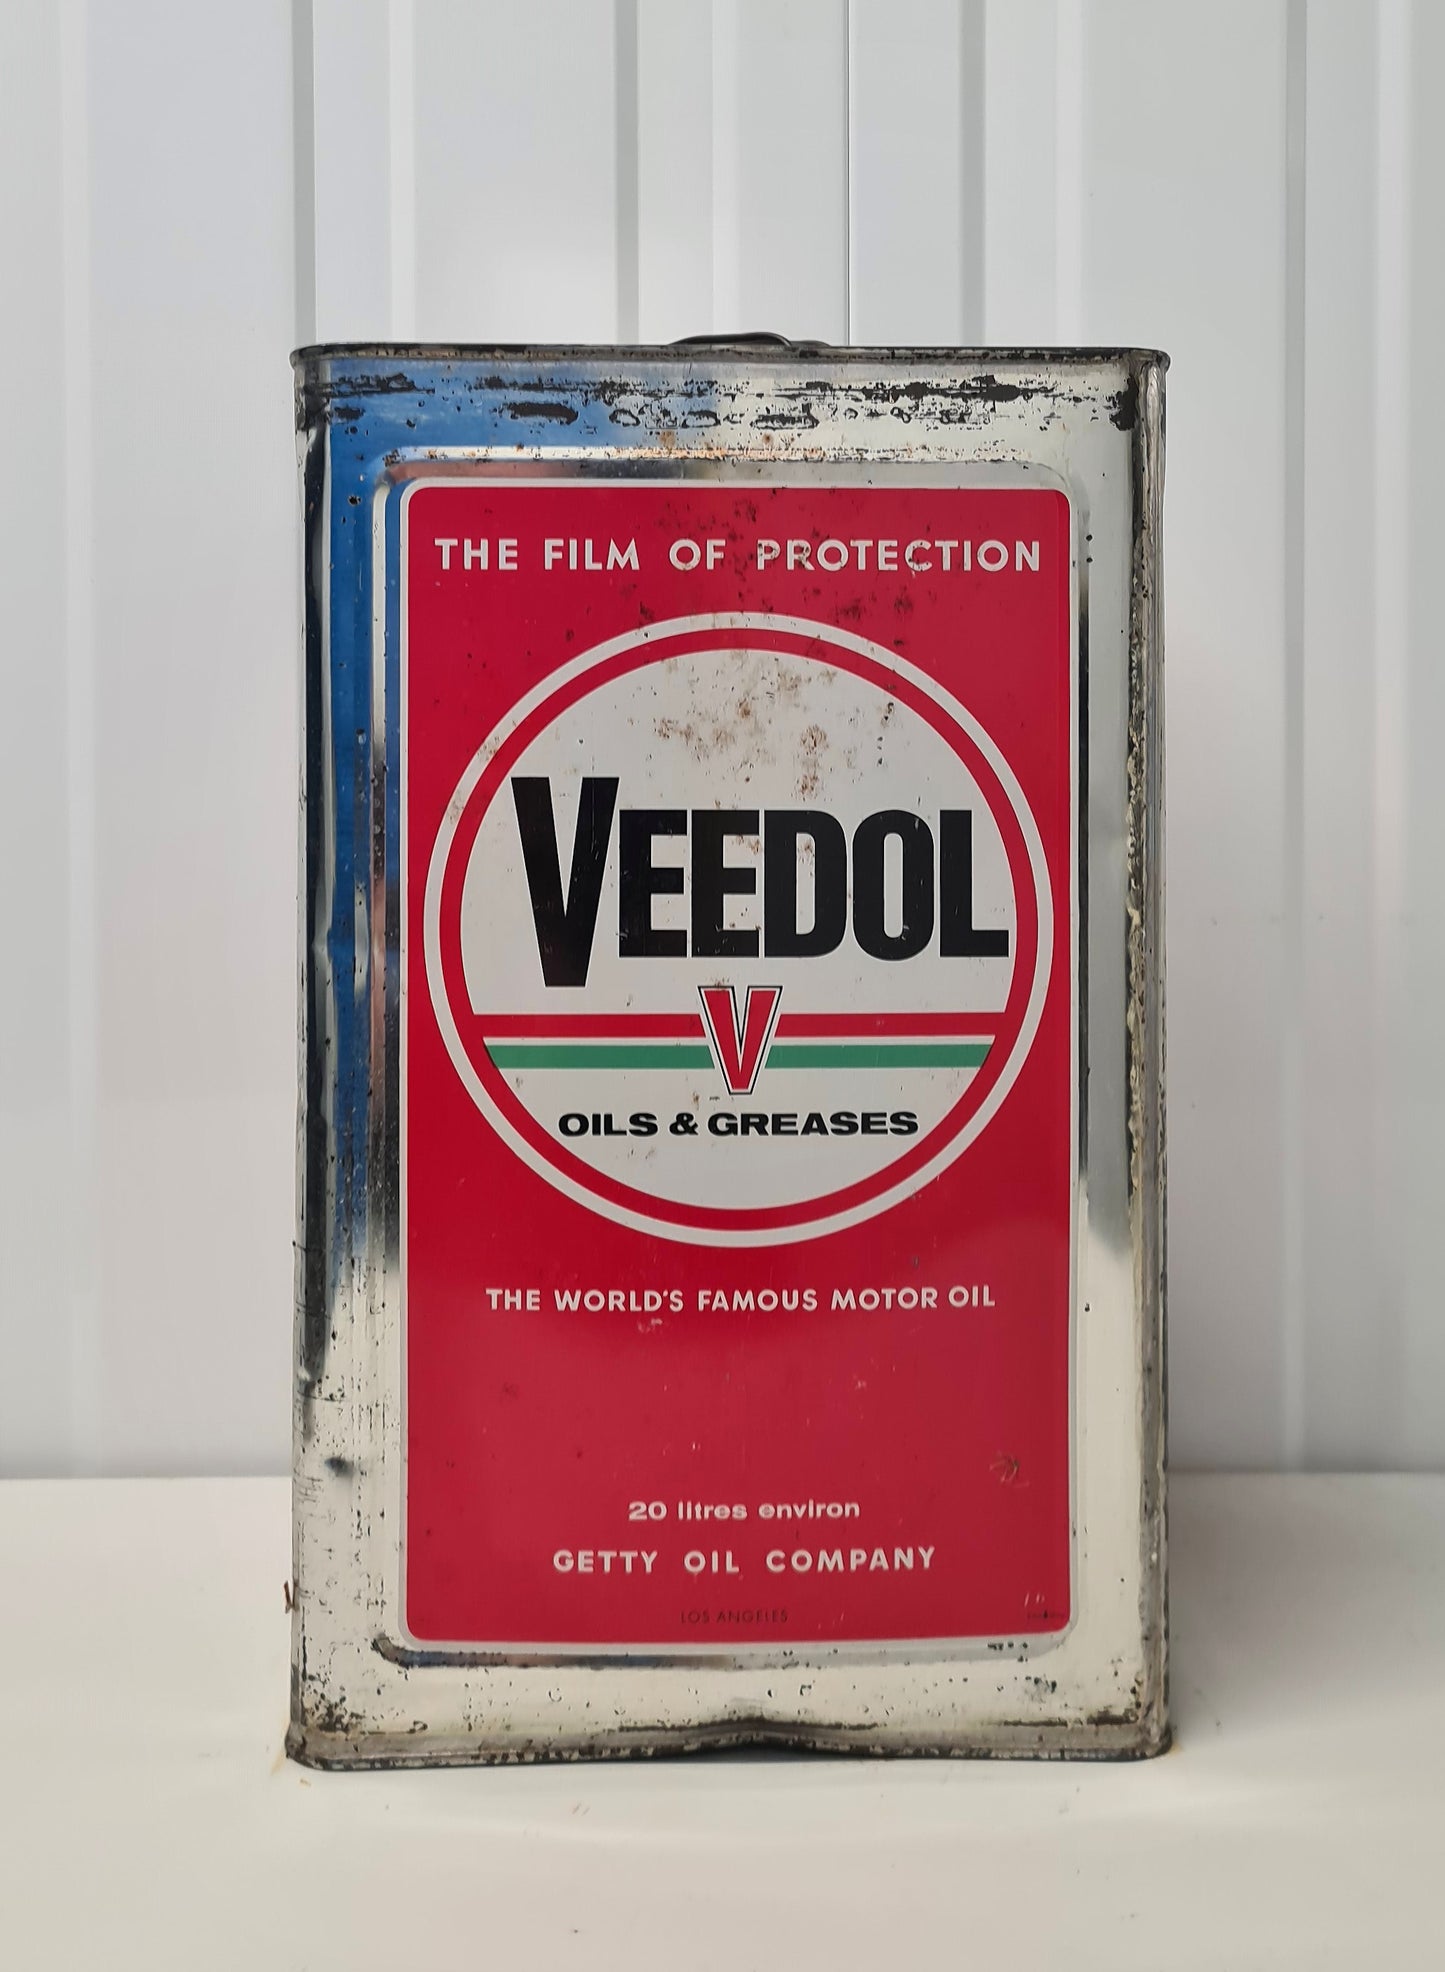 THE FILM OF PROTECTION
VEEDOL
V
OILS & GREASES
THE WORLD'S FAMOUS MOTOR OIL
20 litres environ
GETTY OIL COMPANY
LOS ANGELES